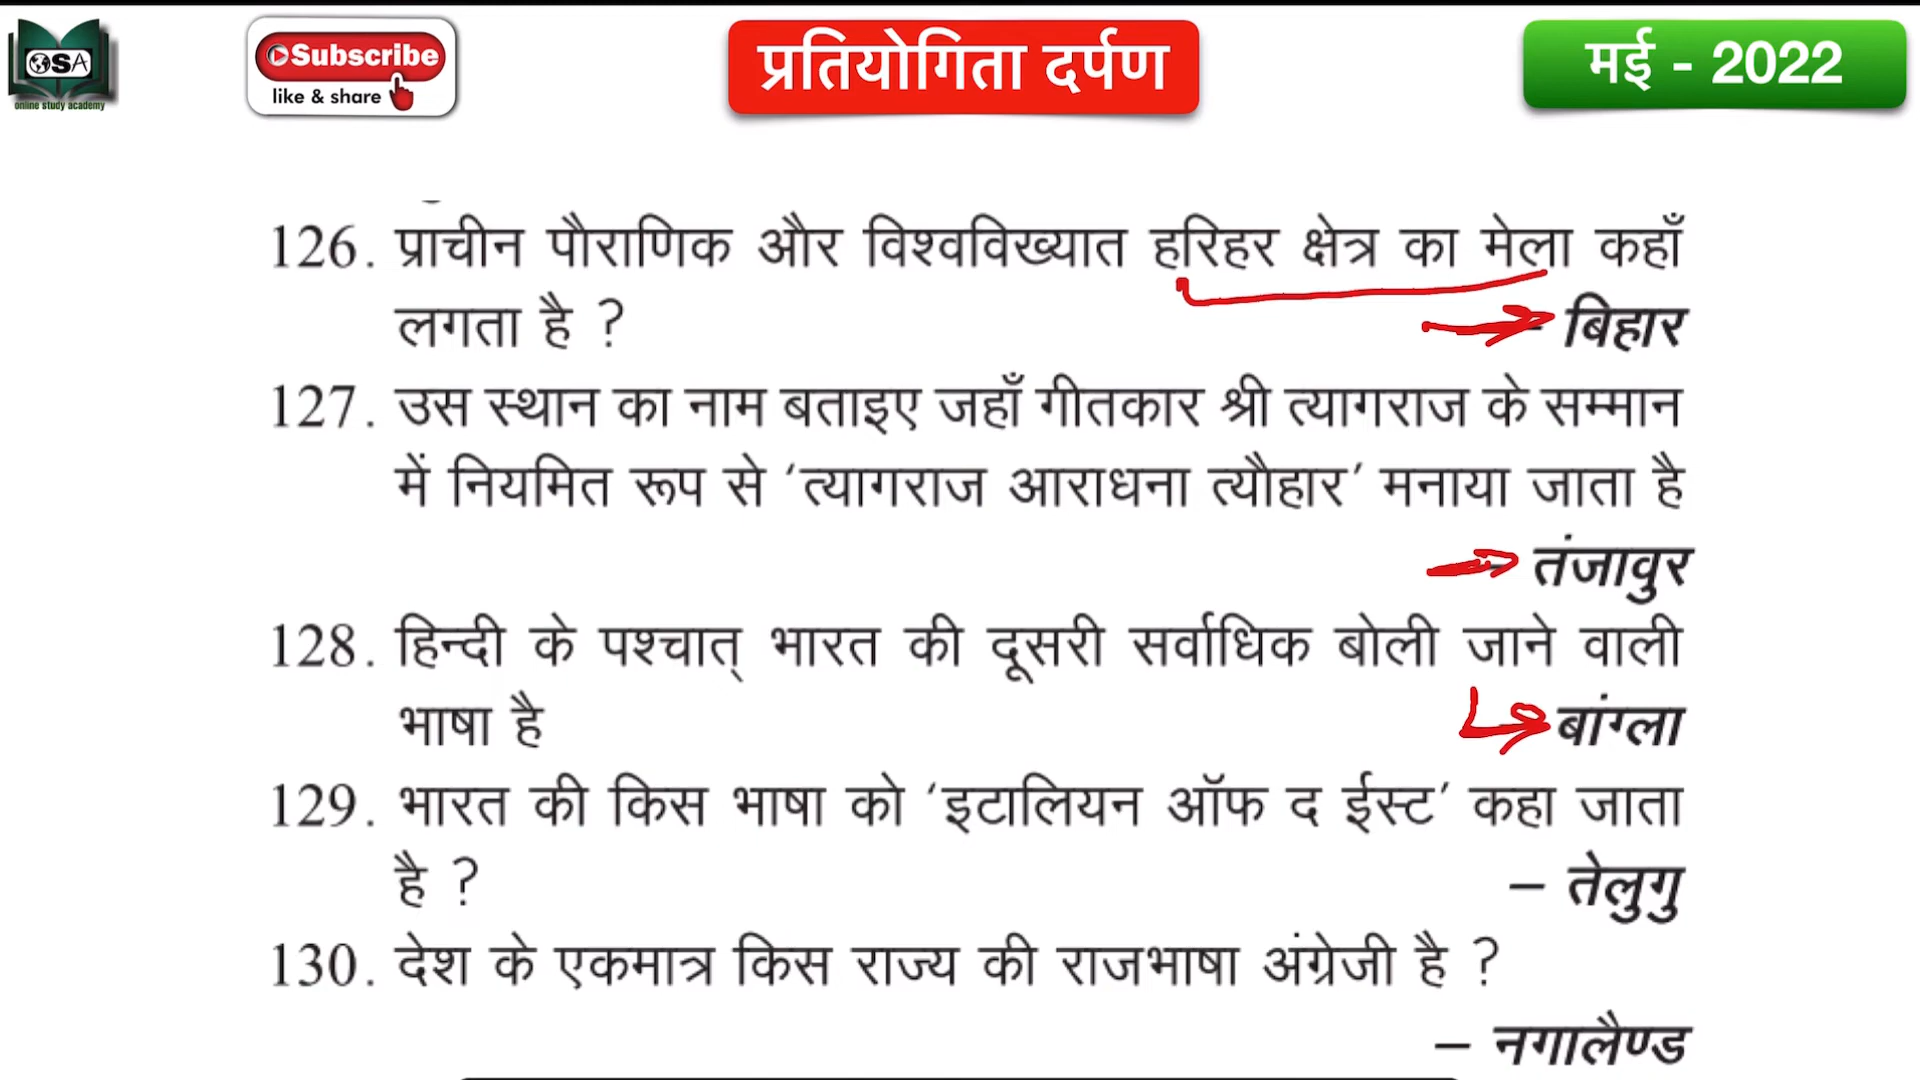 OSA
online study academy
Subscribe
like & share
प्रतियोगिता दर्पण
मई - 2022
126. प्राचीन पौराणिक और विश्वविख्यात हरिहर क्षेत्र का मेला कहाँ
लगता है ? – बिहार
127. उस स्थान का नाम बताइए जहाँ गीतकार श्री त्यागराज के सम्मान
में नियमित रूप से ‘त्यागराज आराधना त्यौहार’ मनाया जाता है
– तंजावुर
128. हिन्दी के पश्चात् भारत की दूसरी सर्वाधिक बोली जाने वाली
भाषा है बांग्ला
129. भारत की किस भाषा को ‘इटालियन ऑफ द ईस्ट’ कहा जाता
है ? – तेलुगु
130. देश के एकमात्र किस राज्य की राजभाषा अंग्रेजी है ?
– नगालैण्ड